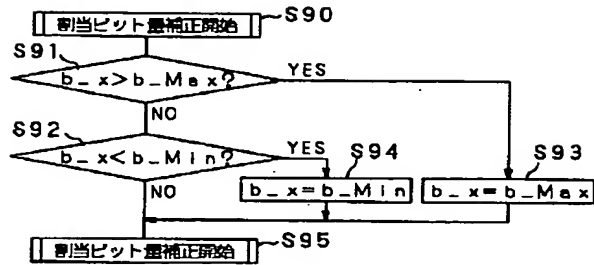 割当ビット量補正開始 S90
S91
b_x>b_Max? YES
NO
S92
b_x<b_Min? YES S94 S93
NO b_x=b_Min b_x=b_Max
割当ビット量補正開始 S95